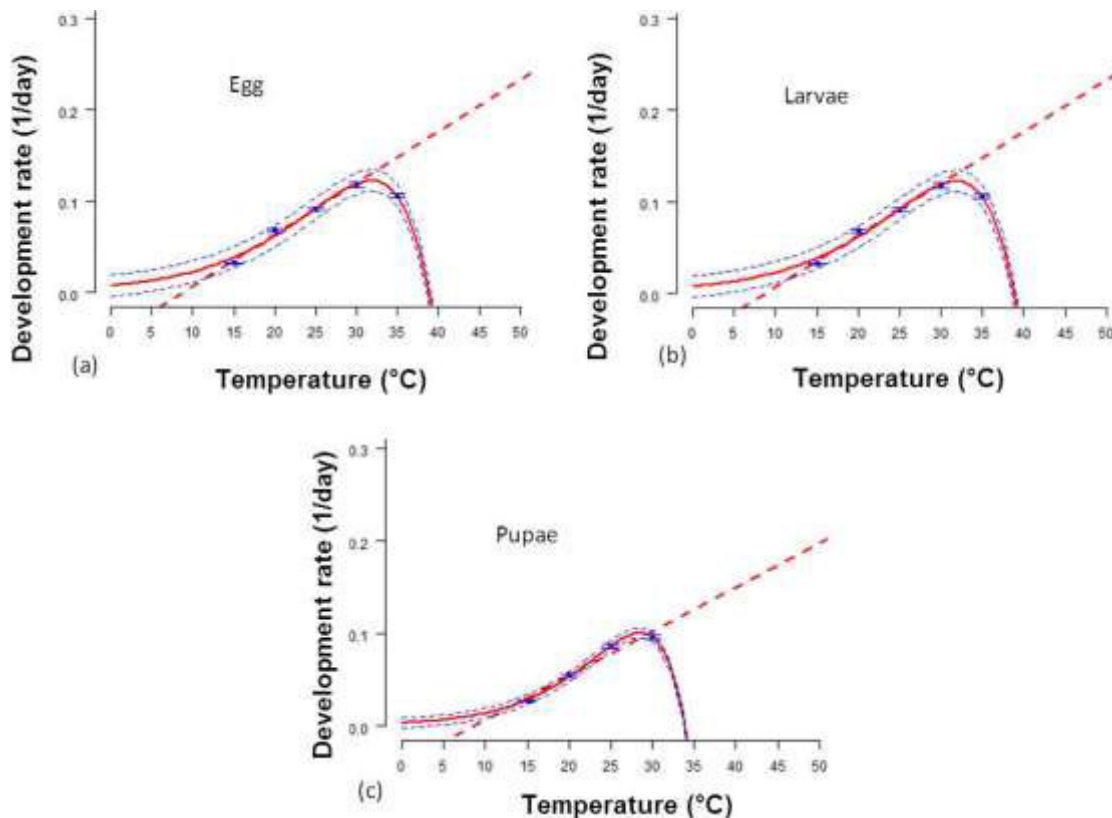 0.3
0.2
0.1
0.0
Development rate (1/day)
Egg
0 5 10 15 20 25 30 35 40 45 50
(a)
Temperature (°C)
0.3
0.2
0.1
0.0
Development rate (1/day)
Larvae
0 5 10 15 20 25 30 35 40 45 50
(b)
Temperature (°C)
0.3
0.2
0.1
0.0
Development rate (1/day)
Pupae
0 5 10 15 20 25 30 35 40 45 50
(c)
Temperature (°C)